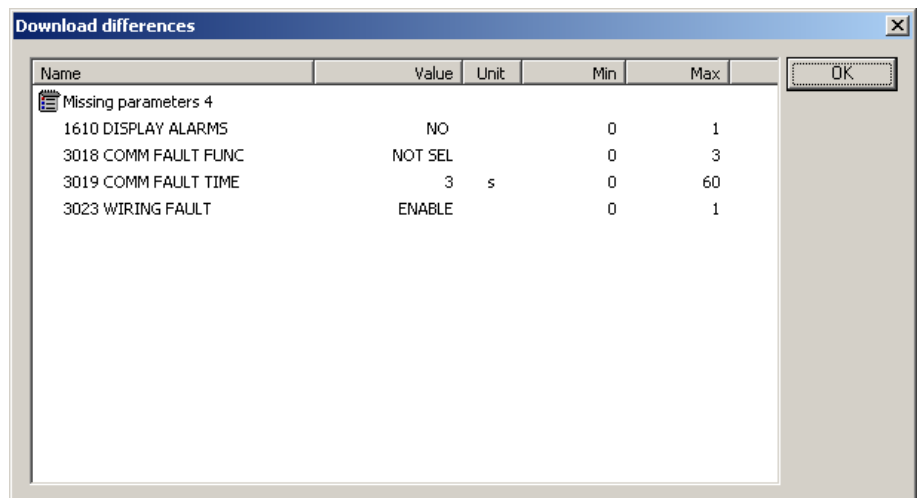 Download differences
Name Value Unit Min Max OK
Missing parameters 4
1610 DISPLAY ALARMS NO 0 1
3018 COMM FAULT FUNC NOT SEL 0 3
3019 COMM FAULT TIME 3 s 0 60
3023 WIRING FAULT ENABLE 0 1